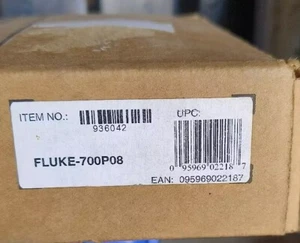 ITEM NO.:
936042
UPC:
0 95969 02218 7
FLUKE-700P08
EAN: 095969022187